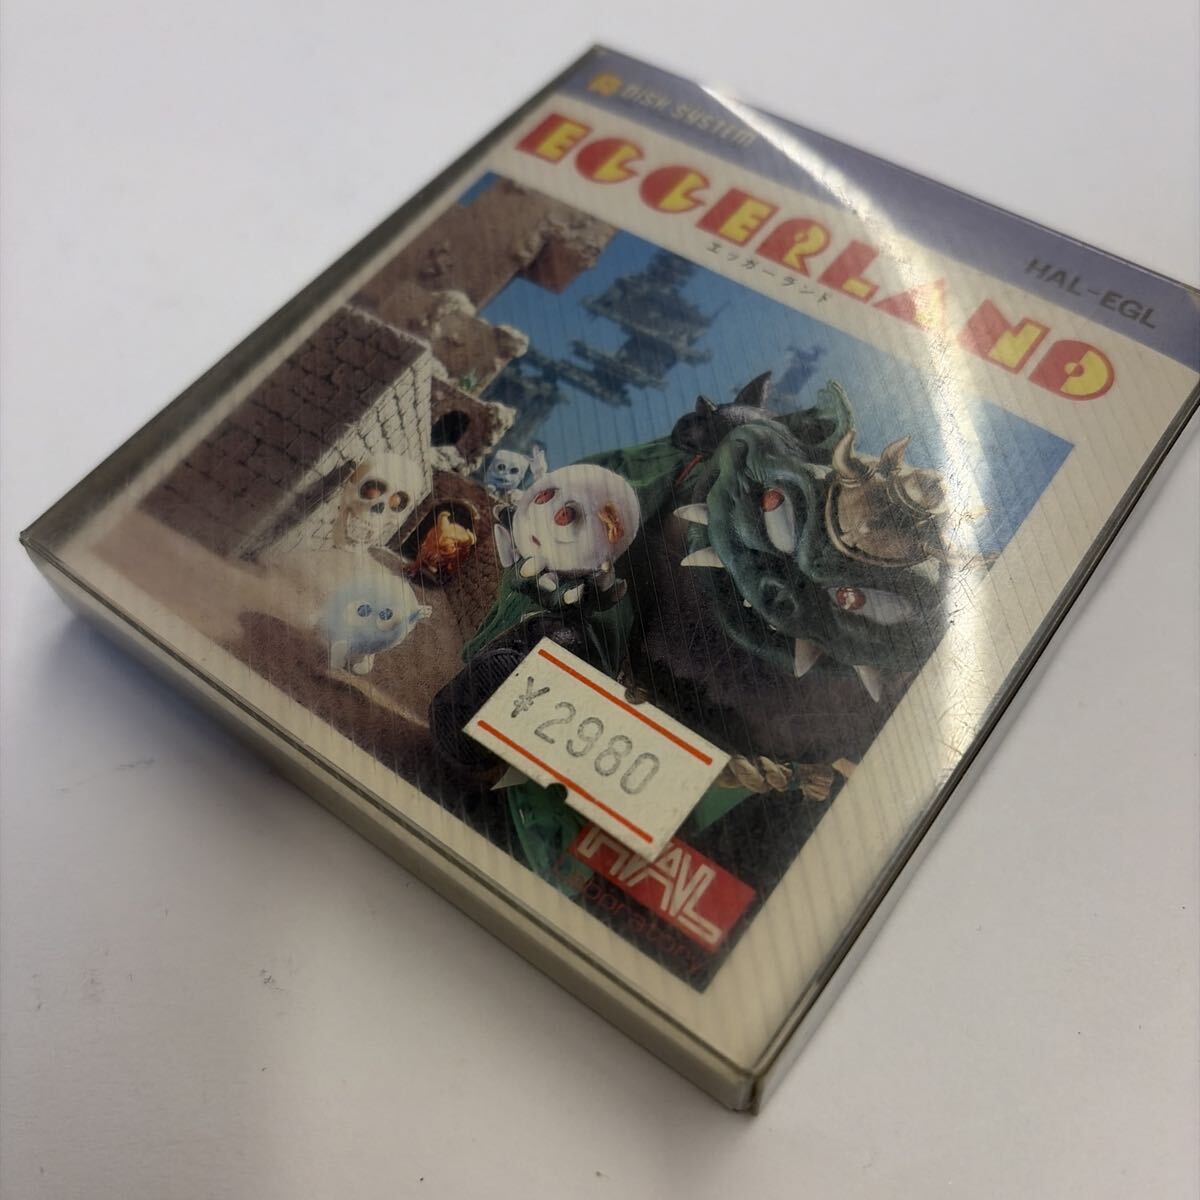 DISK SYSTEM
EGGERLAND
エッガーランド
HAL-EGL
¥2980
HAL
Laboratory